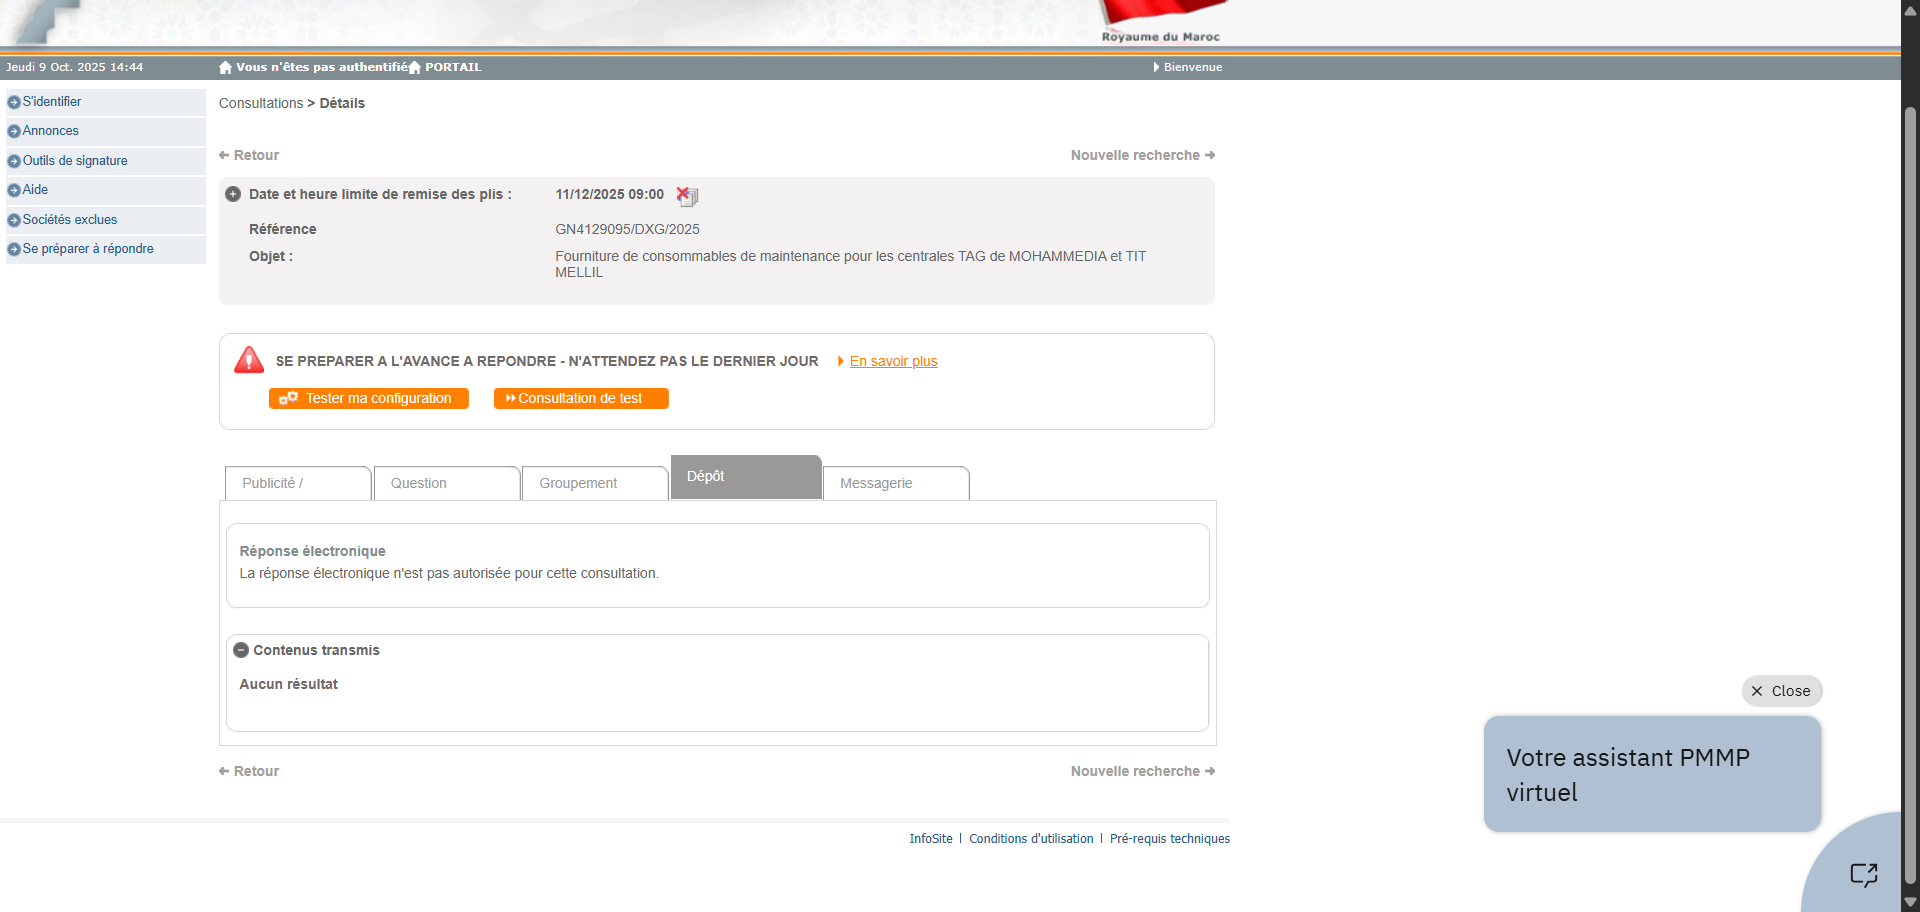 Royaume du Maroc
Jeudi 9 Oct. 2025 14:44
Vous n'êtes pas authentifié PORTAIL
Bienvenue
S'identifier
Annonces
Outils de signature
Aide
Sociétés exclues
Se préparer à répondre
Consultations > Détails
Retour
Nouvelle recherche
Date et heure limite de remise des plis : 11/12/2025 09:00
Référence GN4129095/DXG/2025
Objet : Fourniture de consommables de maintenance pour les centrales TAG de MOHAMMEDIA et TIT
MELLIL
SE PREPARER A L'AVANCE A REPONDRE - N'ATTENDEZ PAS LE DERNIER JOUR En savoir plus
Tester ma configuration Consultation de test
Publicité / Question Groupement Dépôt Messagerie
Réponse électronique
La réponse électronique n'est pas autorisée pour cette consultation.
Contenus transmis
Aucun résultat
Retour
Nouvelle recherche
InfoSite | Conditions d'utilisation | Pré-requis techniques
Close
Votre assistant PMMP
virtuel